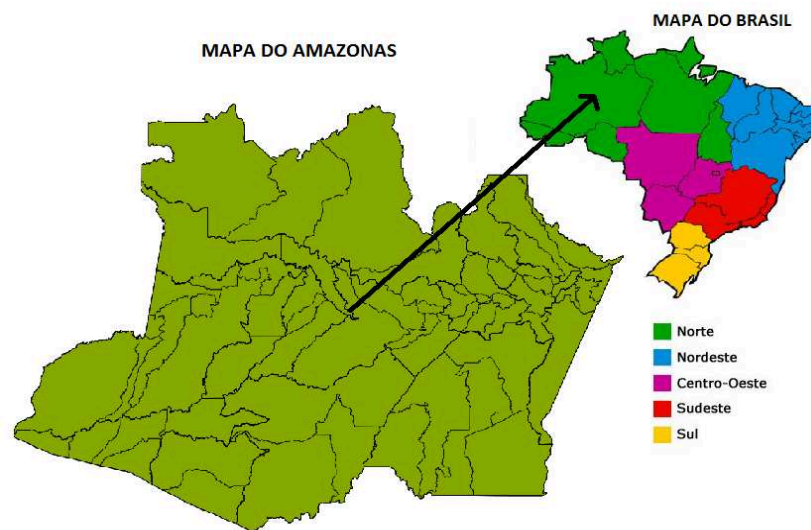 MAPA DO AMAZONAS
MAPA DO BRASIL
Norte
Nordeste
Centro-Oeste
Sudeste
Sul